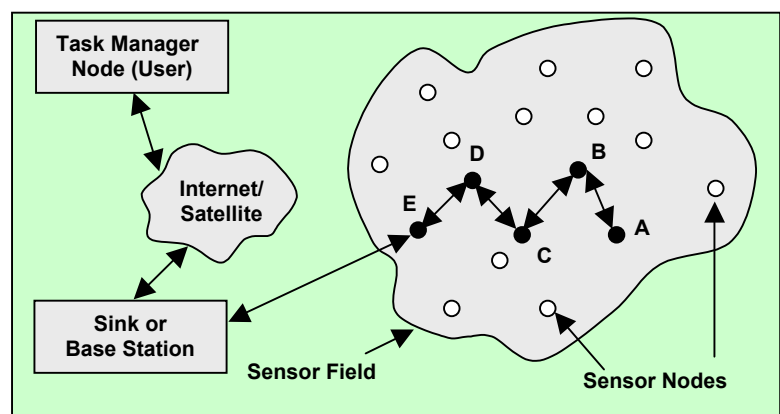 Task Manager
Node (User)
Internet/
Satellite
Sink or
Base Station
D
B
E
A
C
Sensor Field
Sensor Nodes